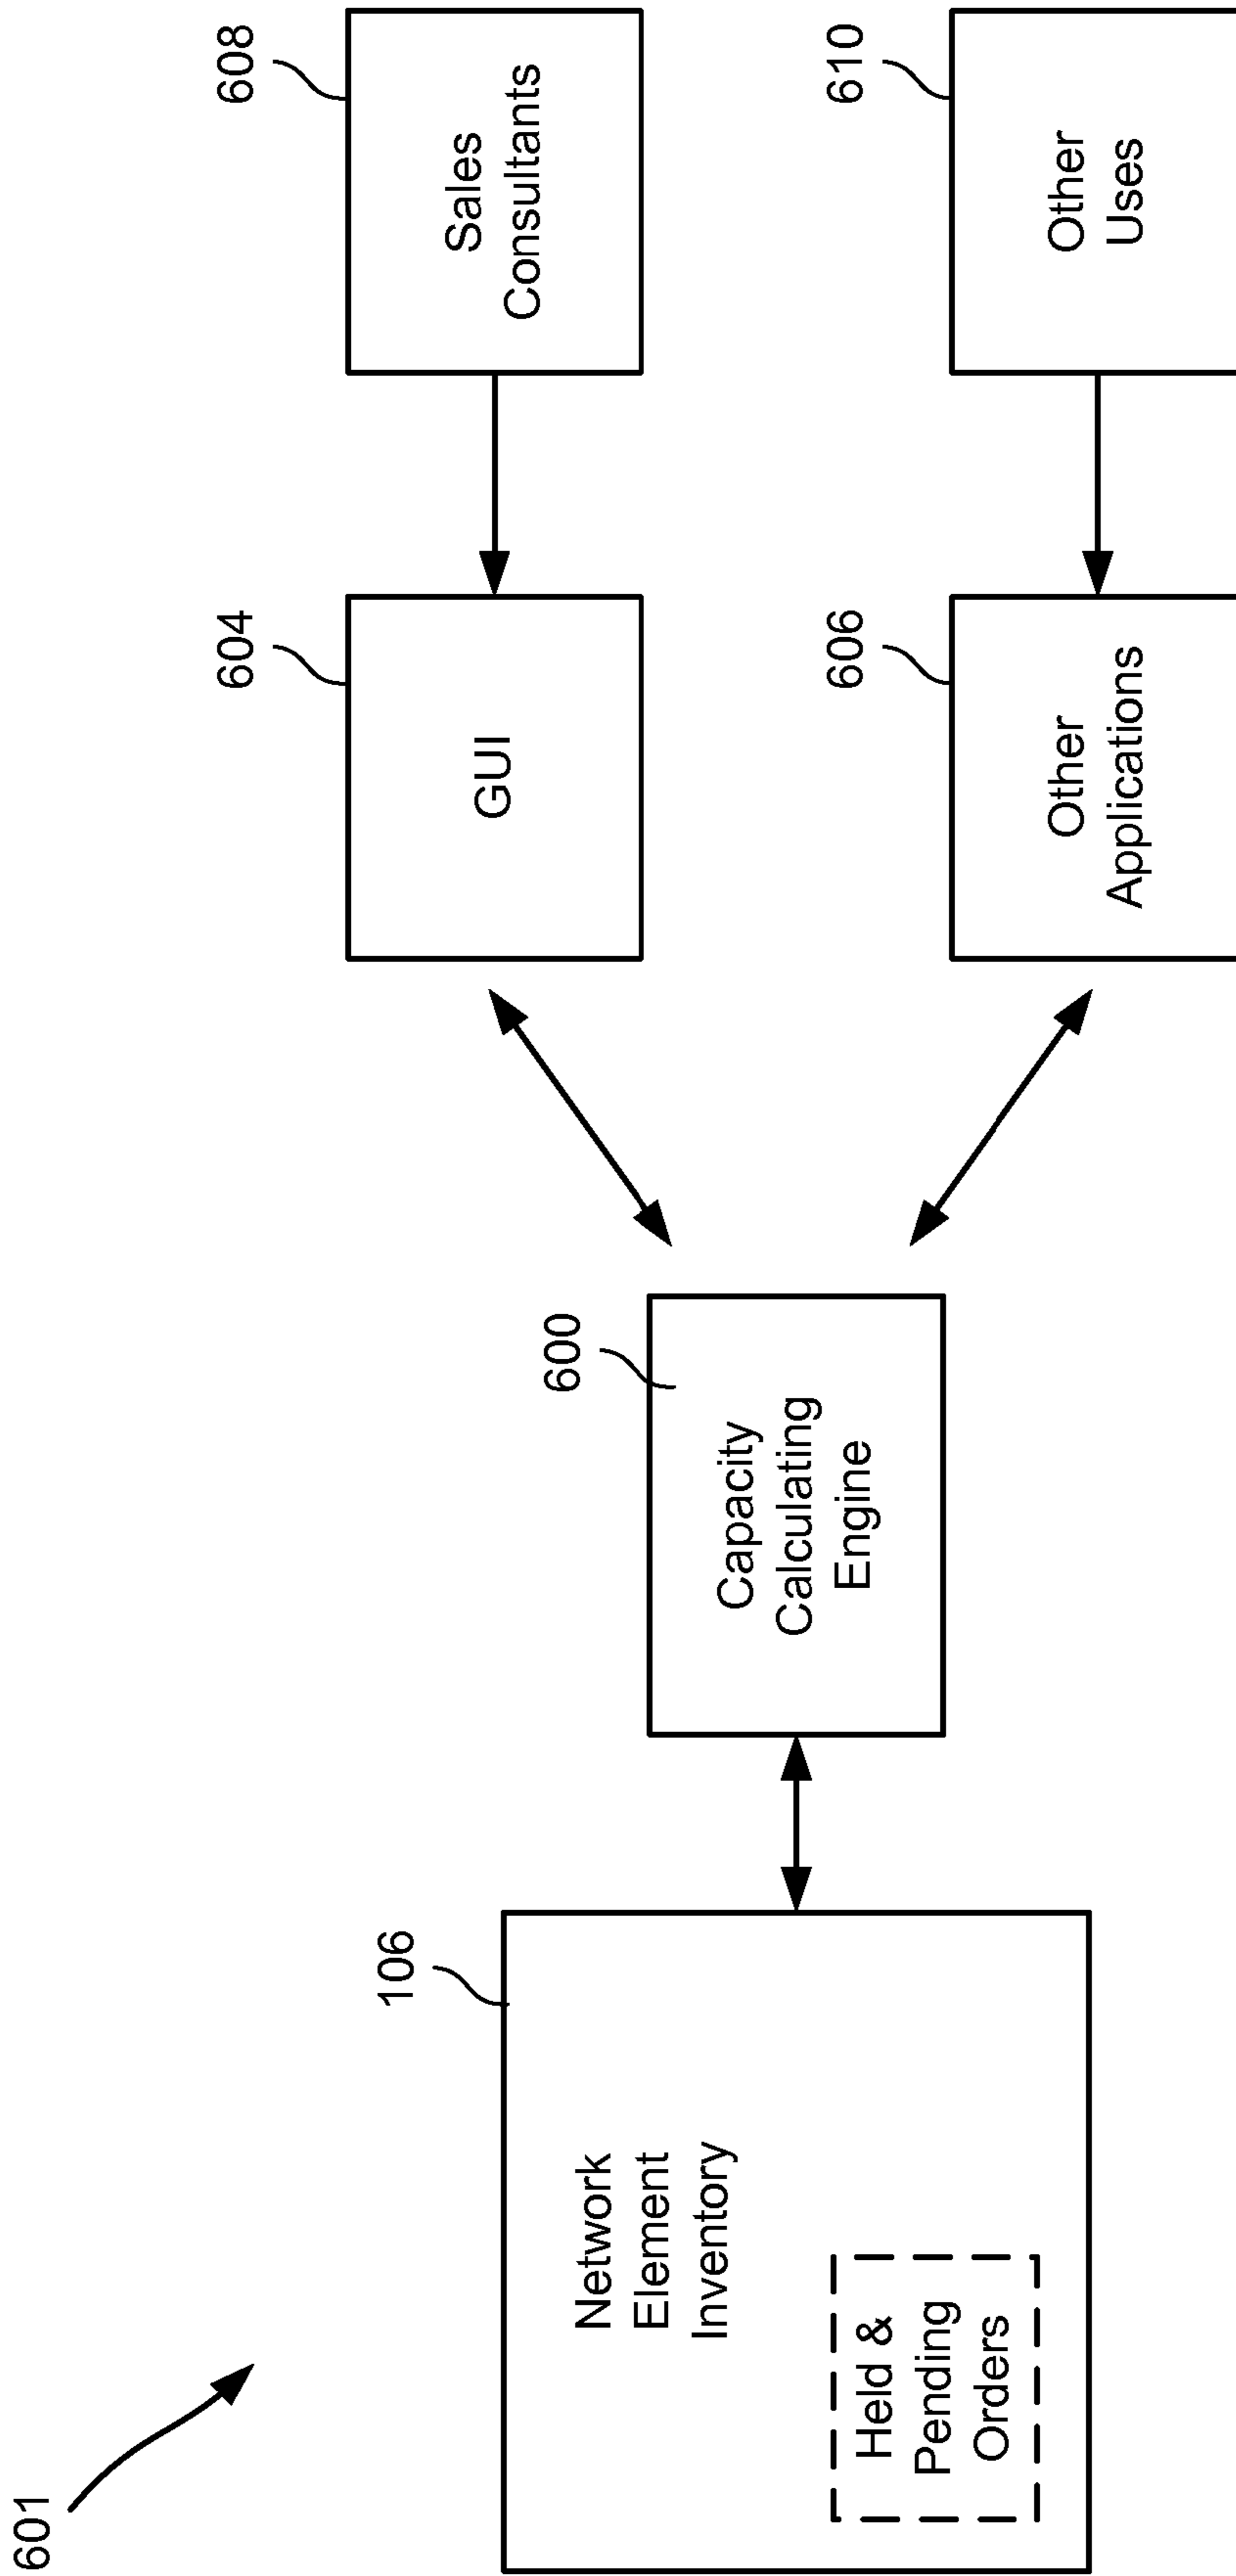 601
106
Network
Element
Inventory
Held &
Pending
Orders
600
Capacity
Calculating
Engine
604
GUI
608
Sales
Consultants
606
Other
Applications
610
Other
Uses